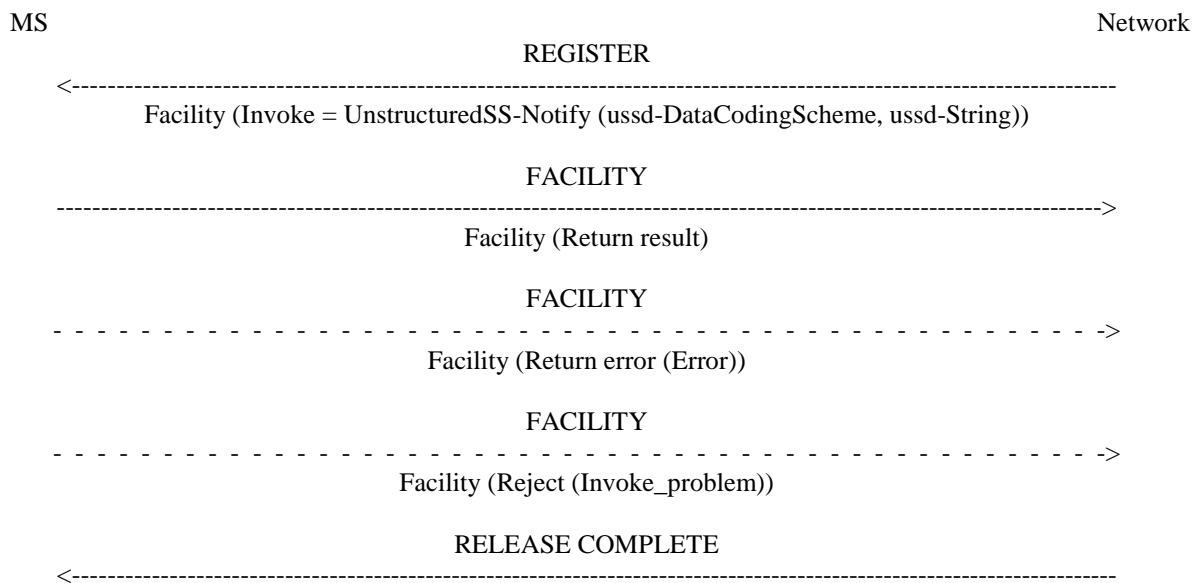 MS Network
REGISTER
<----------------------------------------------------------------------------------------------------------------------
Facility (Invoke = UnstructuredSS-Notify (ussd-DataCodingScheme, ussd-String))
FACILITY
---------------------------------------------------------------------------------------------------------------------->
Facility (Return result)
FACILITY
- - - - - - - - - - - - - - - - - - - - - - - - - - - - - - - - - - - - - - - - - - - - - - - - ->
Facility (Return error (Error))
FACILITY
- - - - - - - - - - - - - - - - - - - - - - - - - - - - - - - - - - - - - - - - - - - - - - - - ->
Facility (Reject (Invoke_problem))
RELEASE COMPLETE
<----------------------------------------------------------------------------------------------------------------------